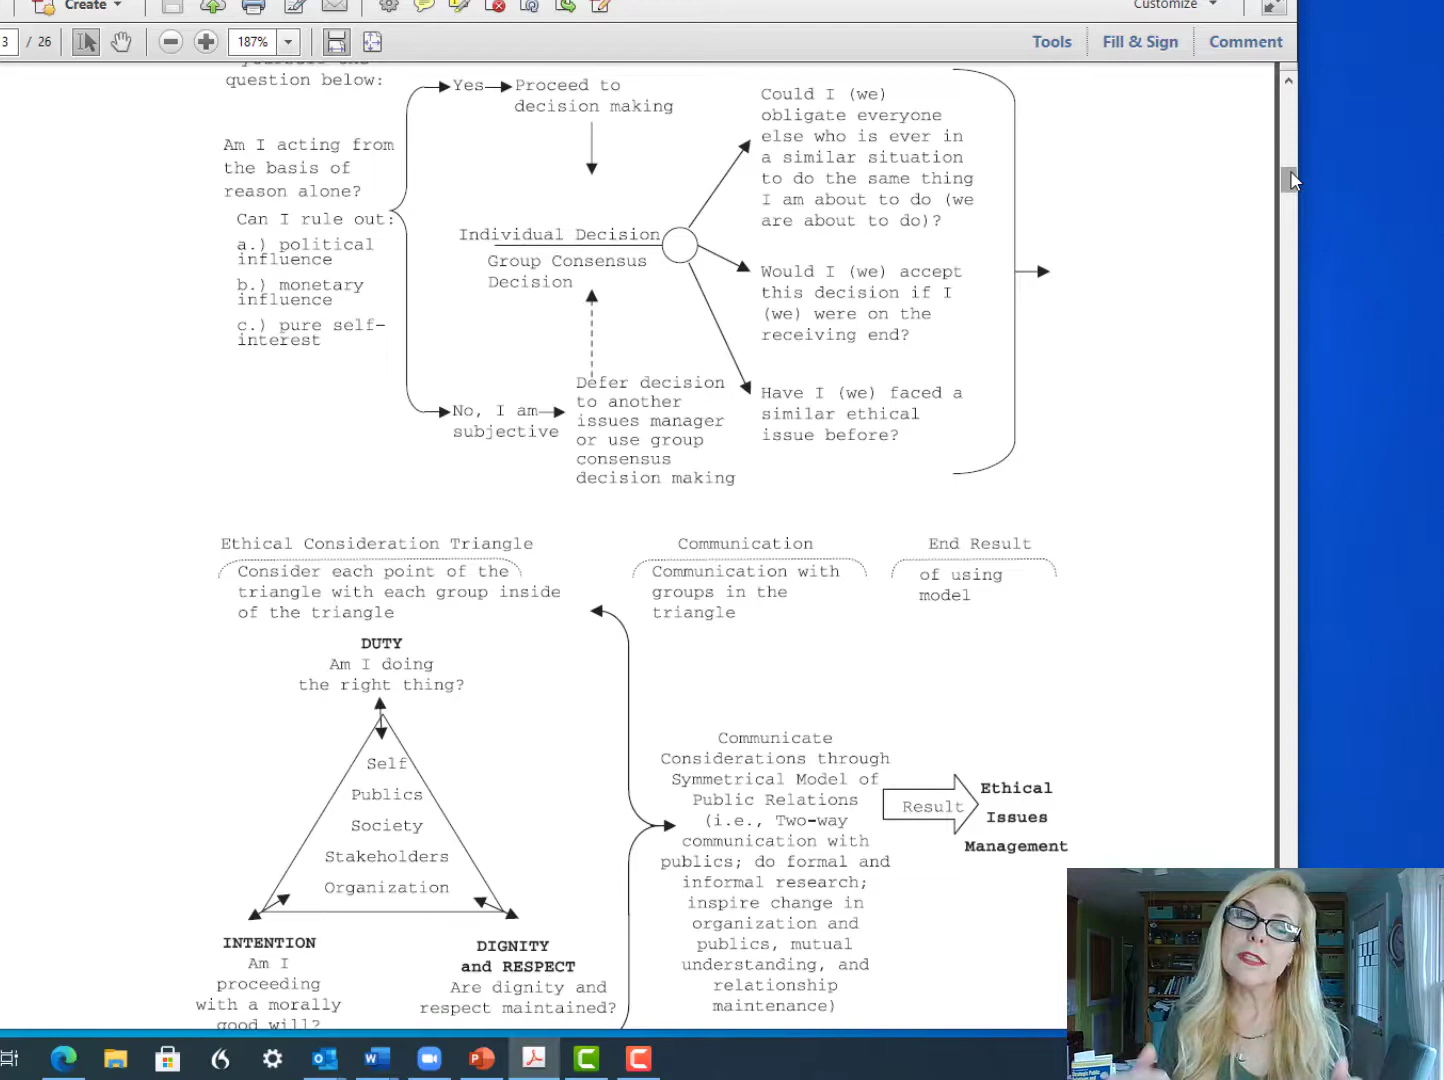 Create
Customize
3 / 26
187%
Tools
Fill & Sign
Comment
question below:
Am I acting from
the basis of
reason alone?
Can I rule out:
a.) political
influence
b.) monetary
influence
c.) pure self-
interest
Yes
Proceed to
decision making
Individual Decision
Group Consensus
Decision
No, I am
subjective
Defer decision
to another
issues manager
or use group
consensus
decision making
Could I (we)
obligate everyone
else who is ever in
a similar situation
to do the same thing
I am about to do (we
are about to do)?
Would I (we) accept
this decision if I
(we) were on the
receiving end?
Have I (we) faced a
similar ethical
issue before?
Ethical Consideration Triangle
Consider each point of the
triangle with each group inside
of the triangle
DUTY
Am I doing
the right thing?
Self
Publics
Society
Stakeholders
Organization
INTENTION
Am I
proceeding
with a morally
good will?
DIGNITY
and RESPECT
Are dignity and
respect maintained?
Communication
Communication with
groups in the
triangle
Communicate
Considerations through
Symmetrical Model of
Public Relations
(i.e., Two-way
communication with
publics; do formal and
informal research;
inspire change in
organization and
publics, mutual
understanding, and
relationship
maintenance)
End Result
of using
model
Result
Ethical
Issues
Management